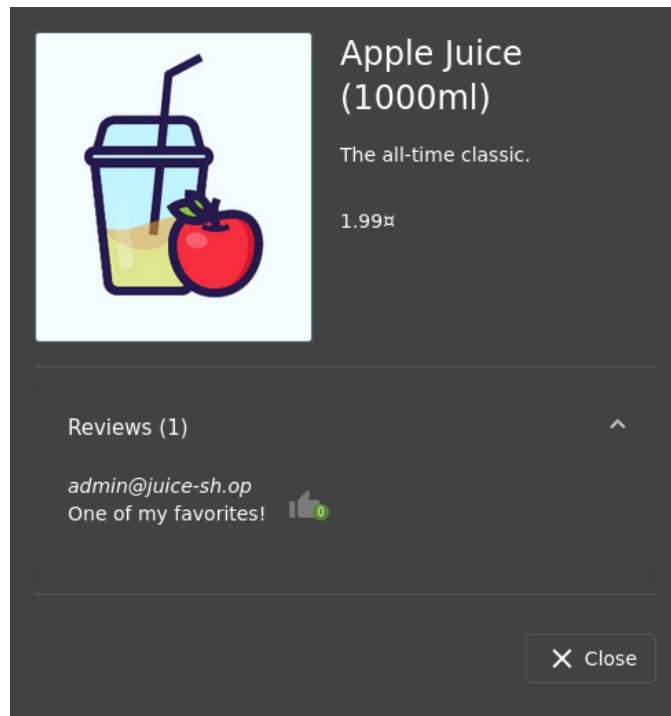 Apple Juice
(1000ml)
The all-time classic.
1.99¤
Reviews (1)
admin@juice-sh.op
One of my favorites!
0
Close